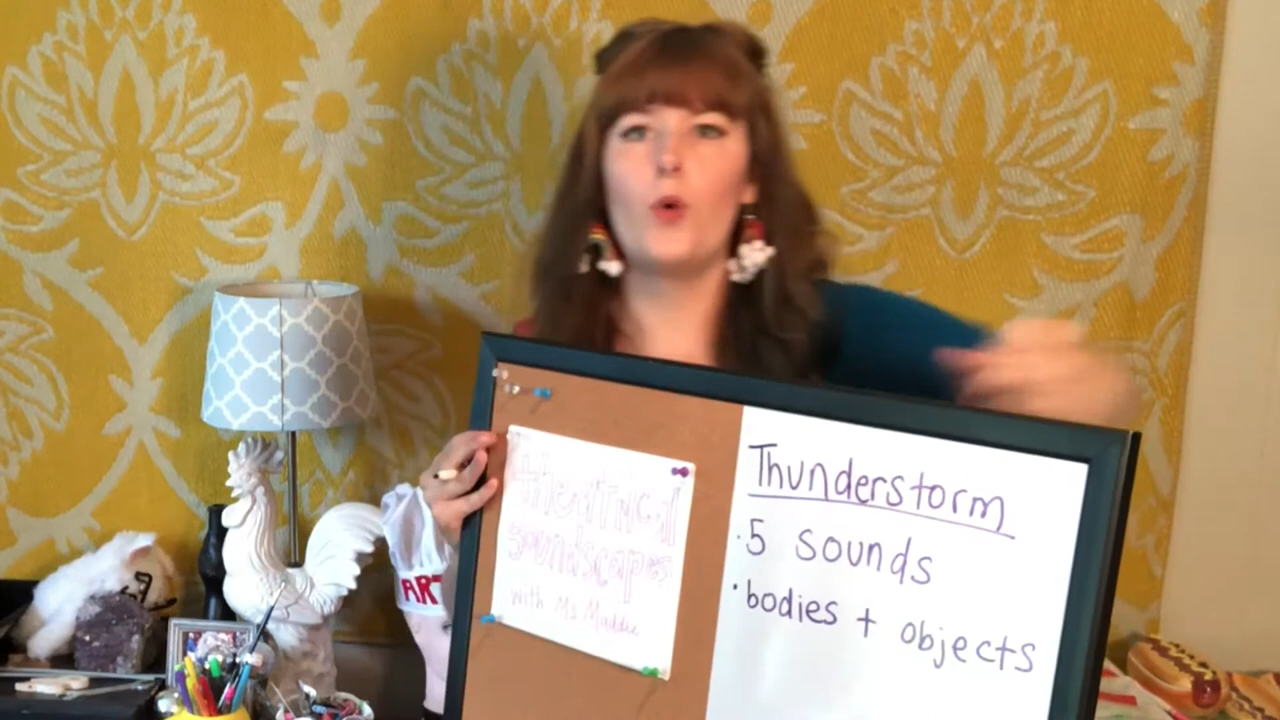 theatrical
soundscapes
with Ms Maddie
Thunderstorm
· 5 sounds
· bodies + objects
ART